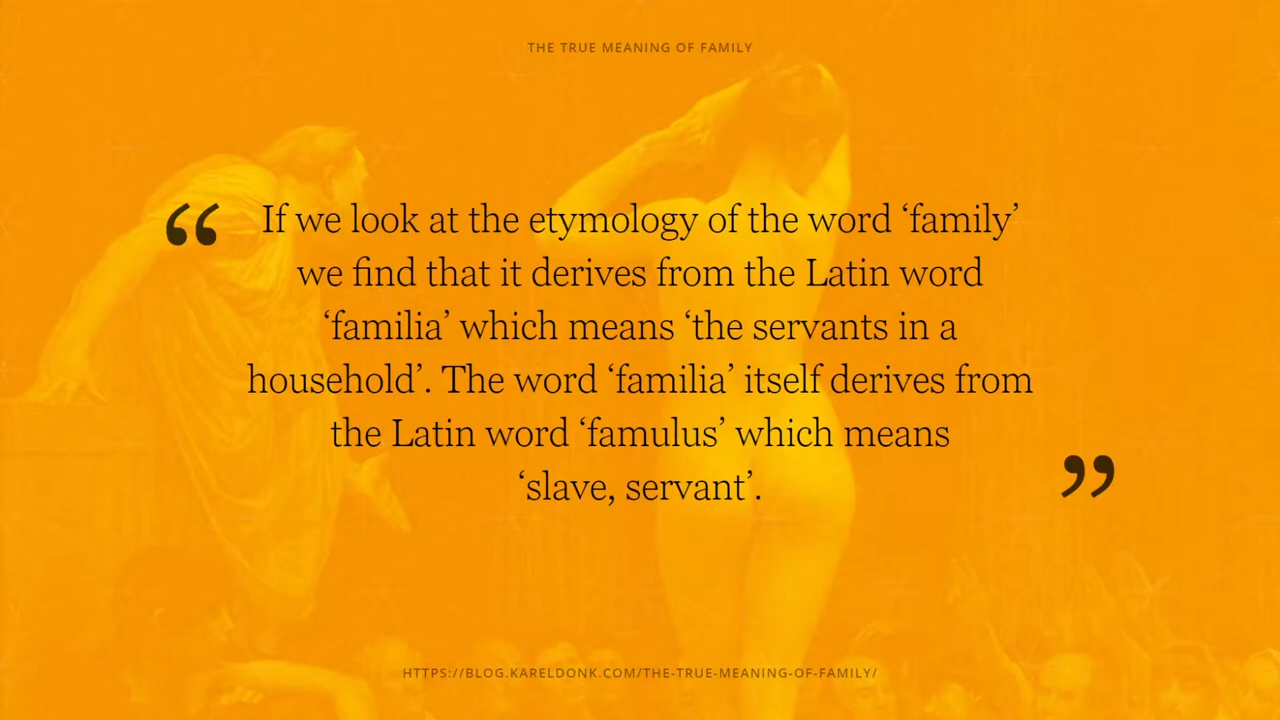 THE TRUE MEANING OF FAMILY
“ If we look at the etymology of the word ‘family’
we find that it derives from the Latin word
‘familia’ which means ‘the servants in a
household’. The word ‘familia’ itself derives from
the Latin word ‘famulus’ which means
‘slave, servant’. ”
HTTPS://BLOG.KARELDONK.COM/THE-TRUE-MEANING-OF-FAMILY/